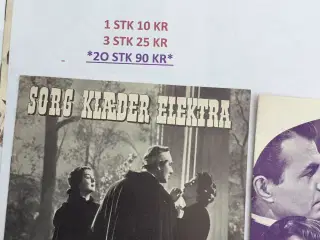 1 STK 10 KR
3 STK 25 KR
*2O STK 90 KR*
SORG KLÆDER ELEKTRA